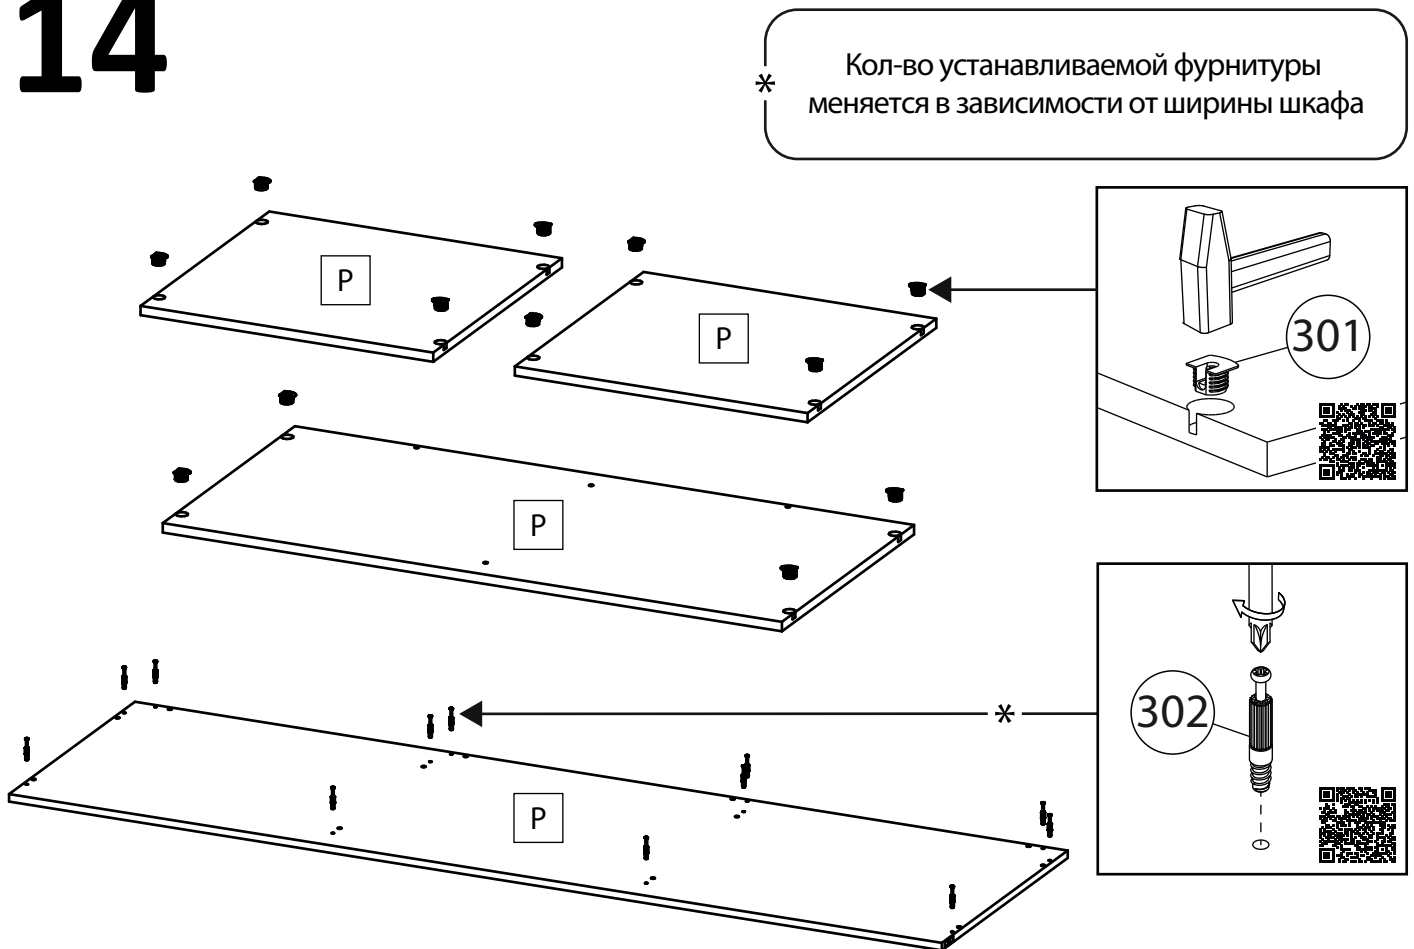 14
*
Кол-во устанавливаемой фурнитуры
меняется в зависимости от ширины шкафа
P
P
301
P
*
302
P